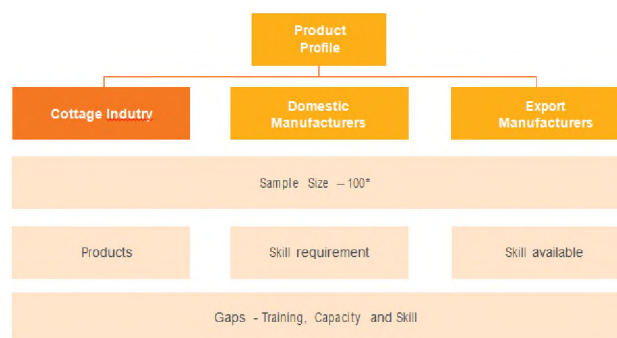 Product
Profile
Cottage Indutry
Domestic
Manufacturers
Export
Manufacturers
Sample Size – 100*
Products
Skill requirement
Skill available
Gaps - Training, Capacity and Skill